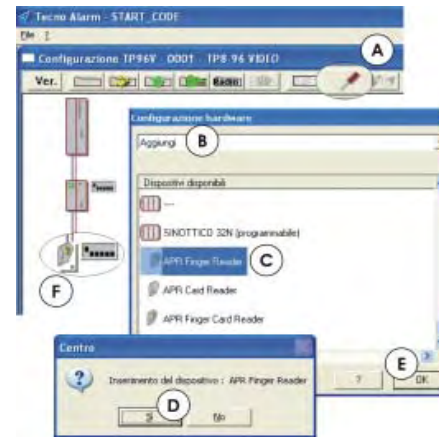 Tecno Alarm - START_CODE
File ?
Configurazione TP96V - 0001 - TP8 96 VIDEO
A
Ver.
Radio
Configurazione hardware
Aggiungi
B
Dispositivi disponibili
---
SINOTTICO 32N (programmabile)
APR Finger Reader
C
APR Card Reader
APR Finger Card Reader
F
Centro
E
Inserimento del dispositivo : APR Finger Reader
?
OK
D
Sì
No